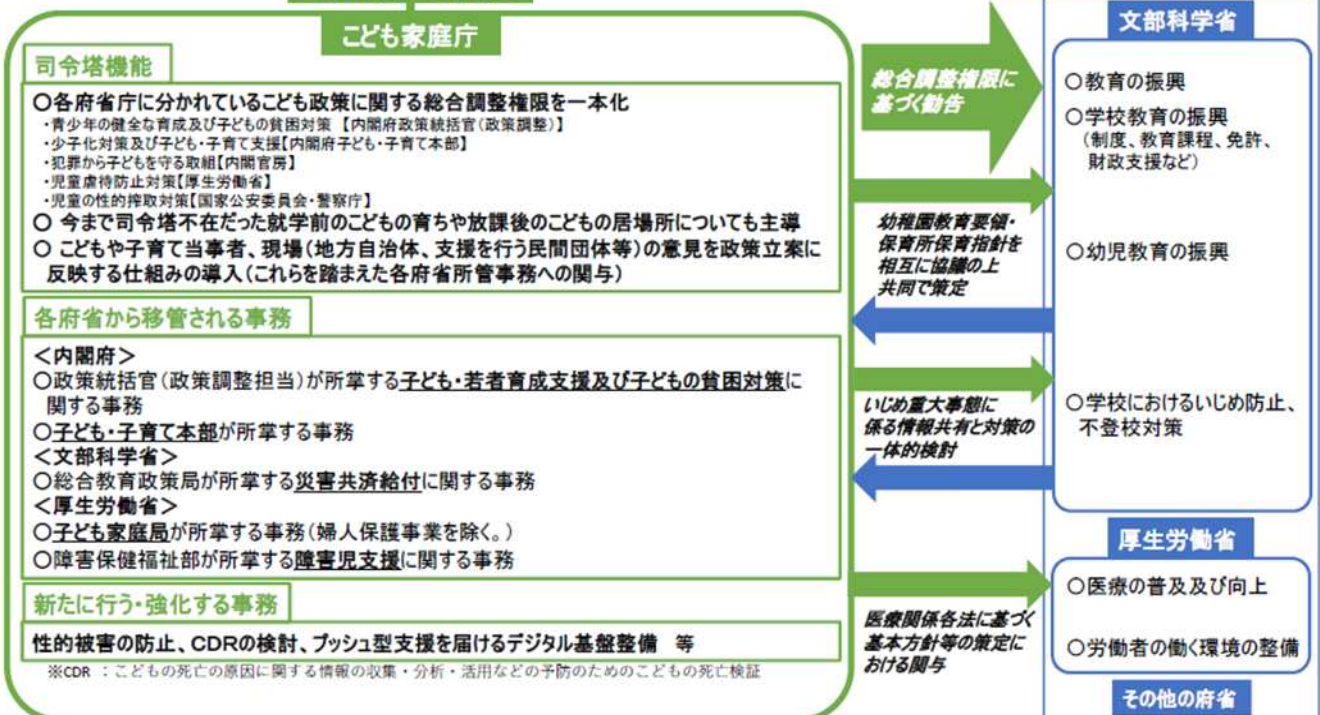 こども家庭庁
司令塔機能
○各府省庁に分かれているこども政策に関する総合調整権限を一本化
・青少年の健全な育成及び子どもの貧困対策 【内閣府政策統括官(政策調整)】
・少子化対策及び子ども・子育て支援【内閣府子ども・子育て本部】
・犯罪から子どもを守る取組【内閣官房】
・児童虐待防止対策【厚生労働省】
・児童の性的搾取対策【国家公安委員会・警察庁】
○ 今まで司令塔不在だった就学前のこどもの育ちや放課後のこどもの居場所についても主導
○ こどもや子育て当事者、現場(地方自治体、支援を行う民間団体等)の意見を政策立案に
反映する仕組みの導入(これらを踏まえた各府省所管事務への関与)
各府省から移管される事務
<内閣府>
○政策統括官(政策調整担当)が所掌する子ども・若者育成支援及び子どもの貧困対策に
関する事務
○子ども・子育て本部が所掌する事務
<文部科学省>
○総合教育政策局が所掌する災害共済給付に関する事務
<厚生労働省>
○子ども家庭局が所掌する事務(婦人保護事業を除く。)
○障害保健福祉部が所掌する障害児支援に関する事務
新たに行う・強化する事務
性的被害の防止、CDRの検討、プッシュ型支援を届けるデジタル基盤整備 等
※CDR :こどもの死亡の原因に関する情報の収集・分析・活用などの予防のためのこどもの死亡検証
総合調整権限に
基づく勧告
幼稚園教育要領・
保育所保育指針を
相互に協議の上
共同で策定
いじめ重大事態に
係る情報共有と対策の
一体的検討
医療関係各法に基づく
基本方針等の策定に
おける関与
文部科学省
○教育の振興
○学校教育の振興
(制度、教育課程、免許、
財政支援など)
○幼児教育の振興
○学校におけるいじめ防止、
不登校対策
厚生労働省
○医療の普及及び向上
○労働者の働く環境の整備
その他の府省